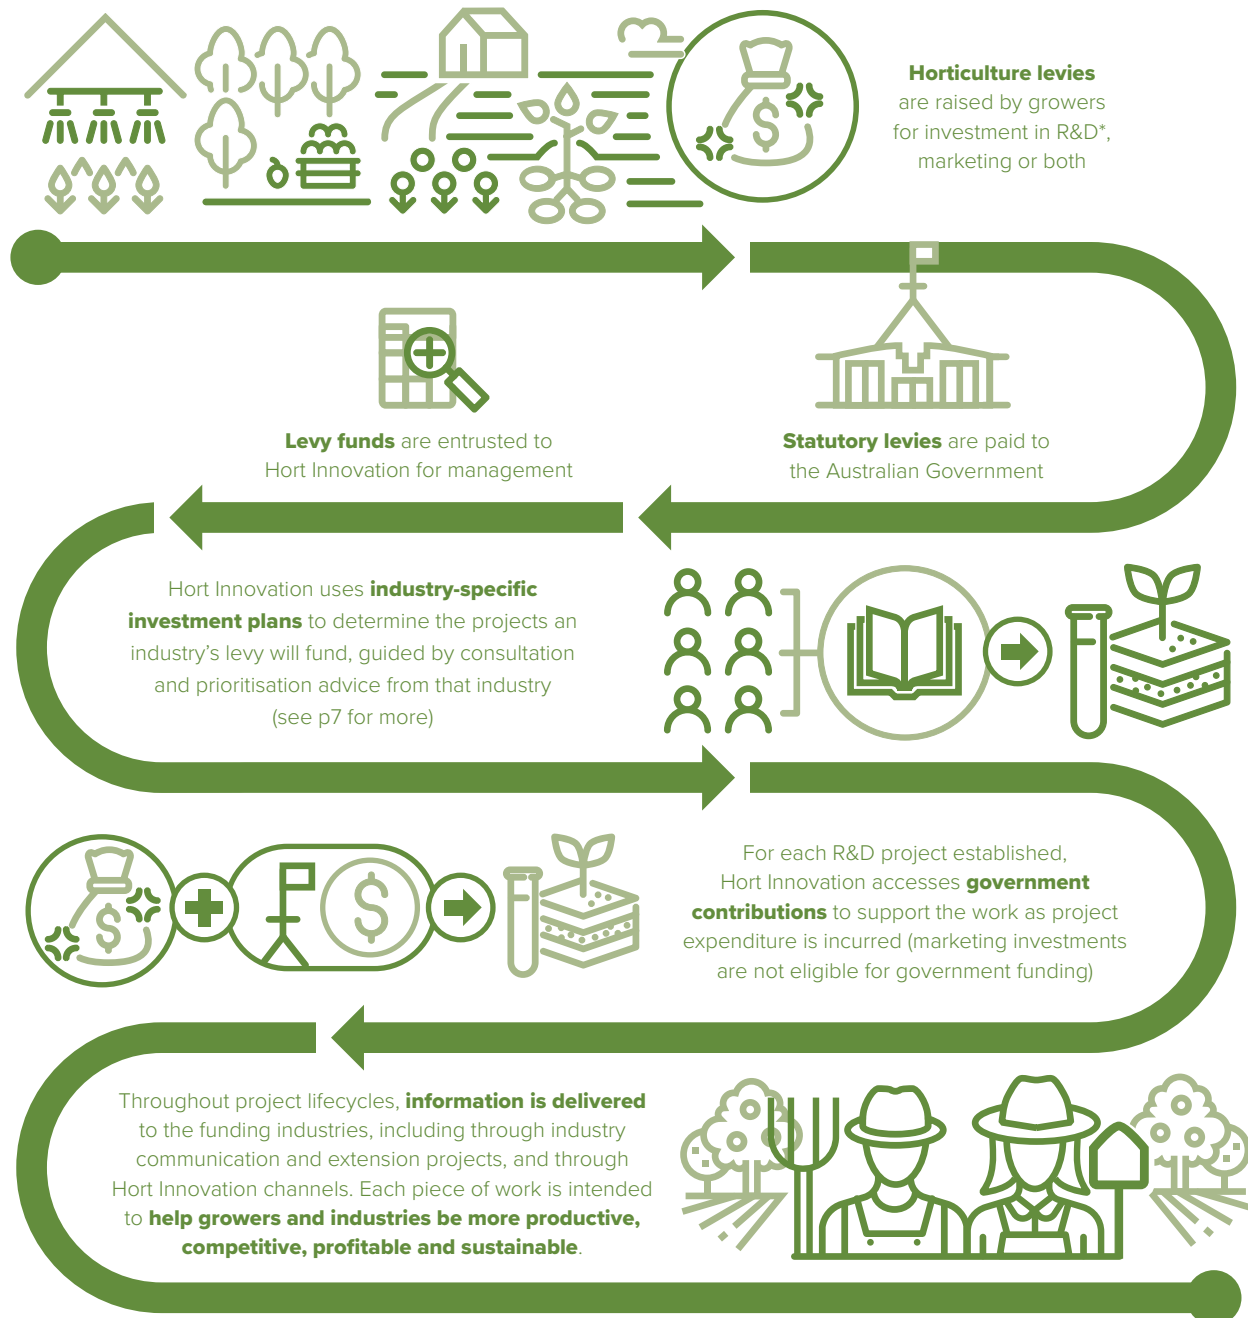 Horticulture levies
are raised by growers
for investment in R&D*,
marketing or both
Statutory levies are paid to
the Australian Government
Levy funds are entrusted to
Hort Innovation for management
Hort Innovation uses industry-specific
investment plans to determine the projects an
industry's levy will fund, guided by consultation
and prioritisation advice from that industry
(see p7 for more)
For each R&D project established,
Hort Innovation accesses government
contributions to support the work as project
expenditure is incurred (marketing investments
are not eligible for government funding)
Throughout project lifecycles, information is delivered
to the funding industries, including through industry
communication and extension projects, and through
Hort Innovation channels. Each piece of work is intended
to help growers and industries be more productive,
competitive, profitable and sustainable.